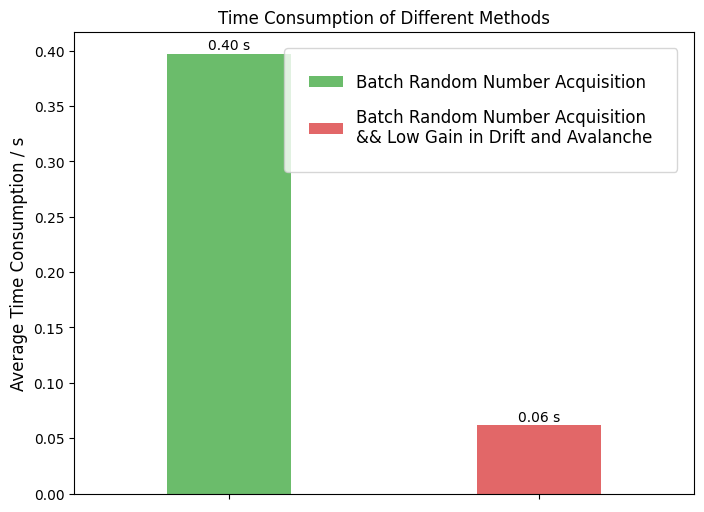 Time Consumption of Different Methods
0.40
0.35
0.30
0.25
0.20
0.15
0.10
0.05
0.00
Average Time Consumption / s
0.40 s
0.06 s
Batch Random Number Acquisition
Batch Random Number Acquisition
&& Low Gain in Drift and Avalanche